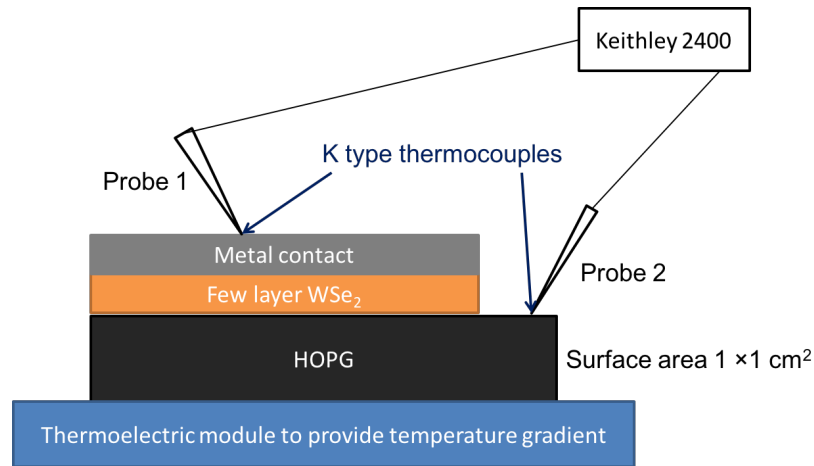 Keithley 2400
K type thermocouples
Probe 1
Metal contact
Probe 2
Few layer WSe₂
HOPG
Surface area 1 ×1 cm²
Thermoelectric module to provide temperature gradient